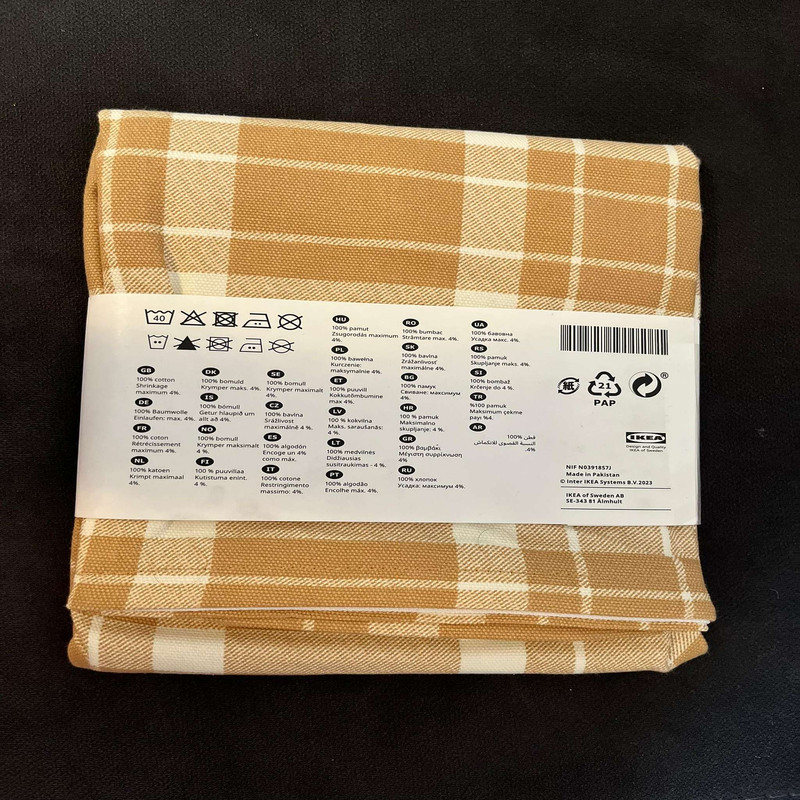 40
GB
100% cotton
Shrinkage
maximum 4%.
DE
100% Baumwolle
Einlaufen: max. 4%.
FR
100% coton
Rétrécissement
maximum 4%.
NL
100% katoen
Krimpt maximaal
4%.
DK
100% bomuld
Krymper maks. 4%.
IS
100% bómull
Getur hlaupið um
allt að 4%.
NO
100% bomull
Krymper maksimalt
4 %.
FI
100 % puuvillaa
Kutistuma enint.
4 %.
SE
100% bomull
Krymper maximalt
4 %.
CZ
100% bavlna
Srážlivost
maximálně 4 %.
ES
100% algodón
Encoge un 4%
como máx.
IT
100% cotone
Restringimento
massimo: 4%.
HU
100% pamut
Zsugorodás maximum
4%.
PL
100% bawełna
Kurczenie:
maksymalnie 4%.
ET
100% puuvill
Kokkutõmbumine
max 4%.
LV
100 % kokvilna
Maks. saraušanās:
4 %.
LT
100% medvilnės
Didžiausias
susitraukimas - 4 %.
PT
100% algodão
Encolhe máx. 4%.
RO
100% bumbac
Strâmtare max. 4%.
SK
100% bavlna
Zrážanlivosť
maximálne 4%.
BG
100% памук
Свиване: максимум
4%.
HR
100 % pamuk
Maksimalno
skupljanje: 4 %.
GR
100% βαμβάκι
Μέγιστη συρρίκνωση
4%
RU
100% хлопок
Усадка: максимум 4%.
UA
100% бавовна
Усадка макс. 4%.
RS
100% pamuk
Skupljanje maks. 4%.
SI
100% bombaž
Krčenje do 4 %.
TR
%100 pamuk
Maksimum çekme
payı %4.
AR
100% قطن
النسبة القصوى للانكماش
4%.
紙
21
PAP
®
IKEA
Design and Quality
IKEA of Sweden
NIF N0391857J
Made in Pakistan
© Inter IKEA Systems B.V.2023
IKEA of Sweden AB
SE-343 81 Älmhult